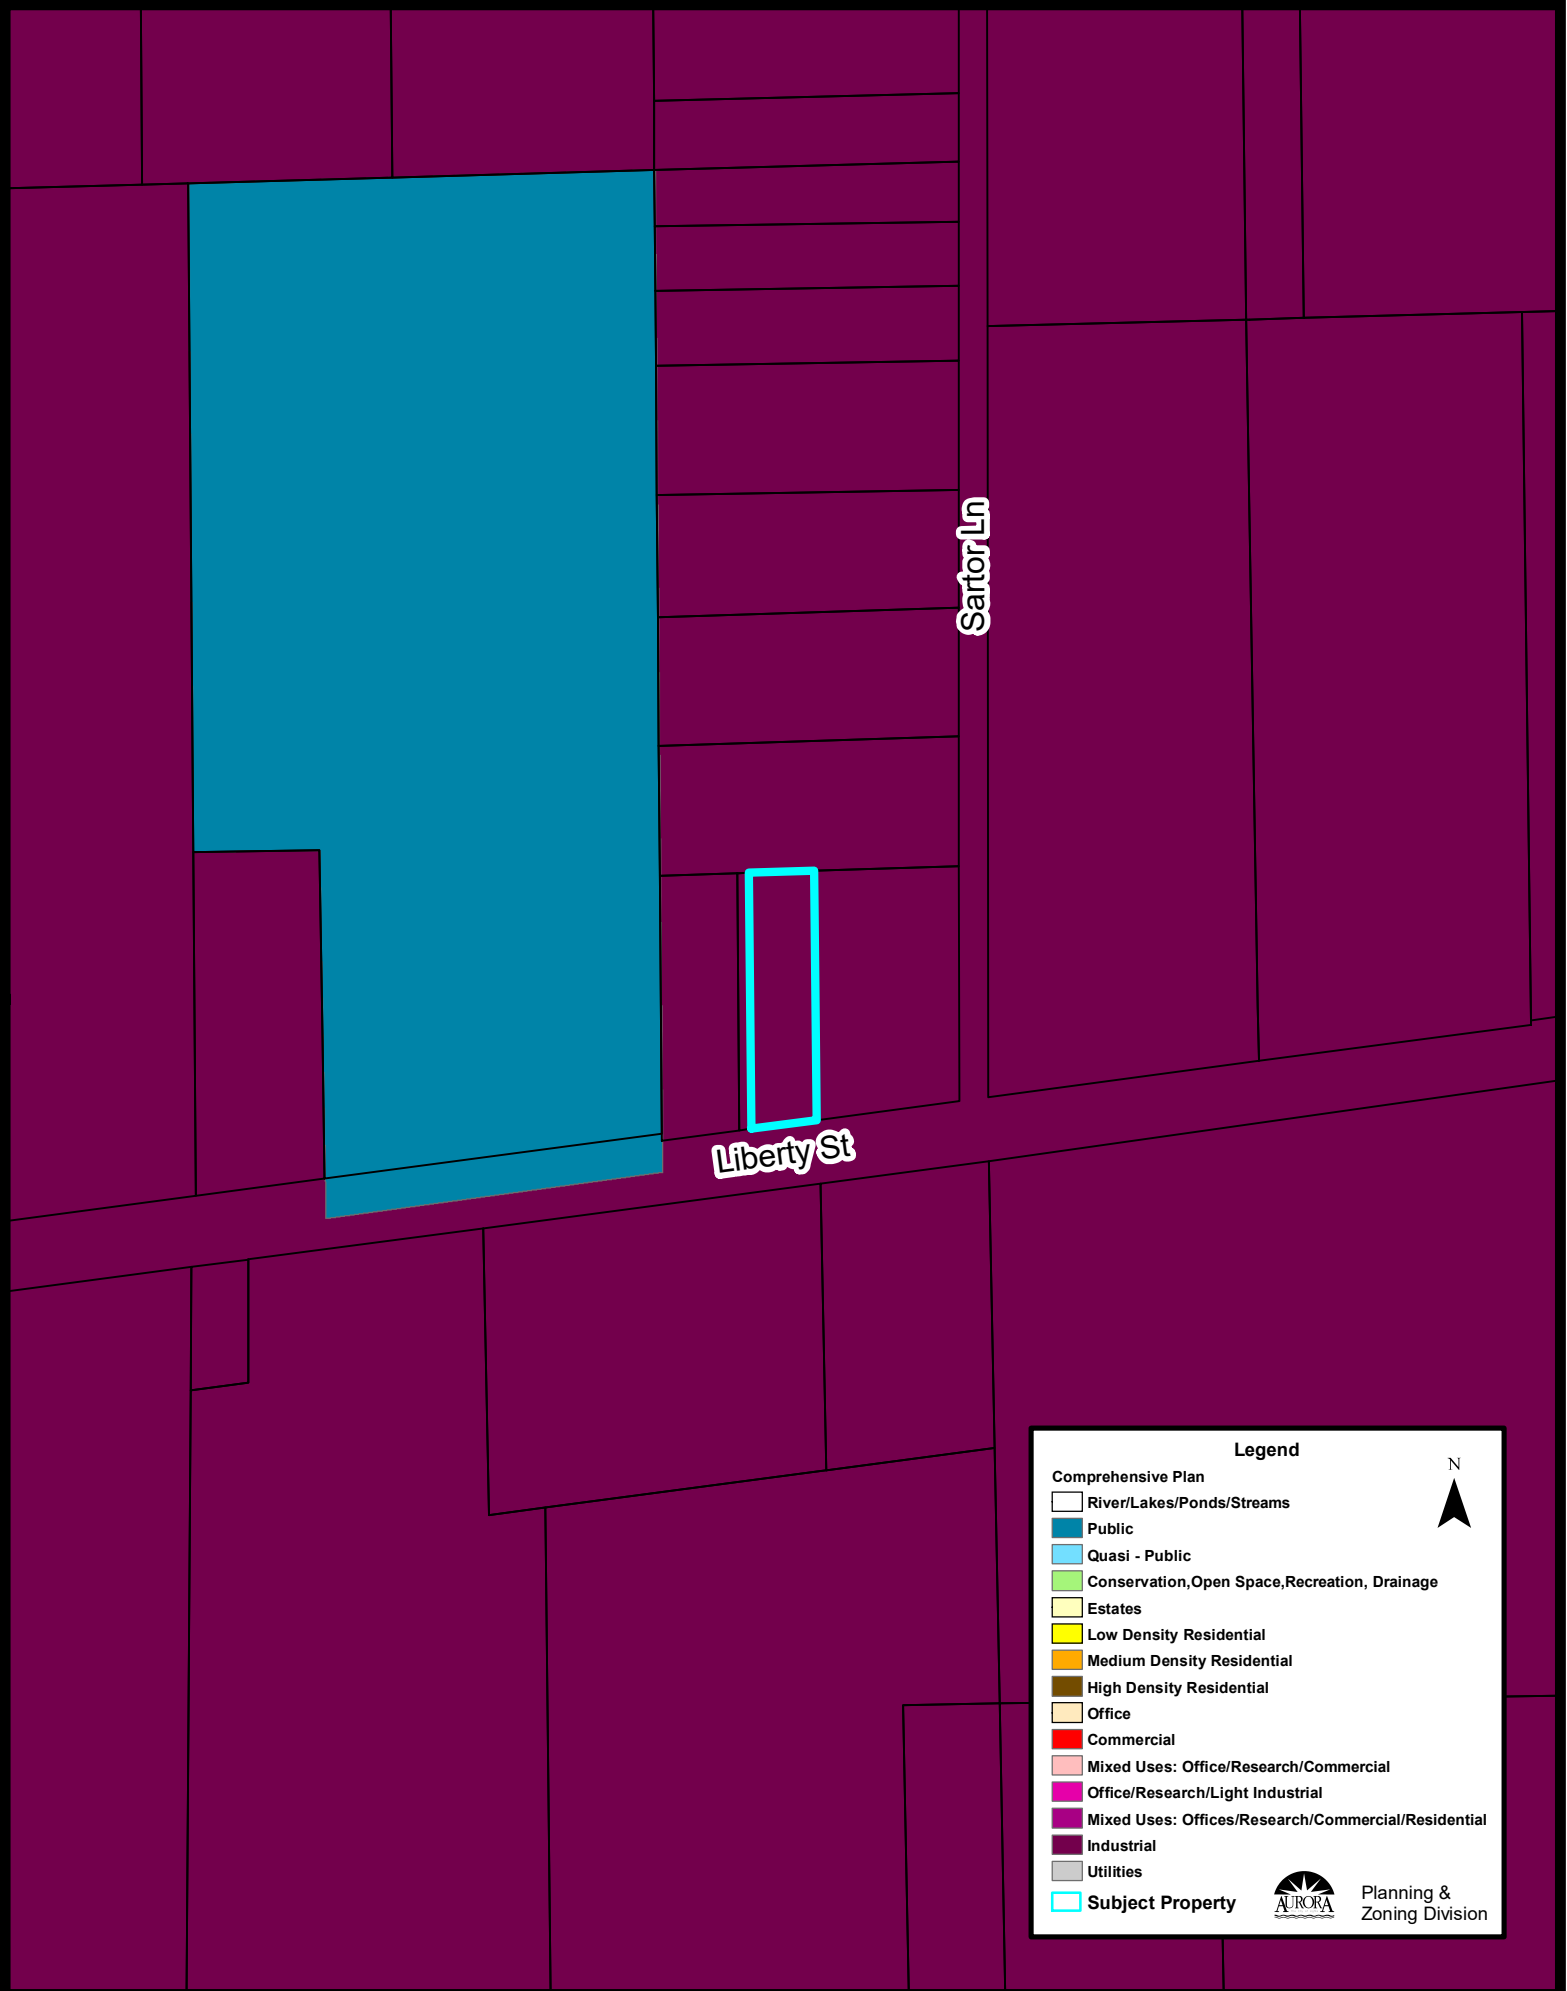 Sartor Ln
Liberty St
Legend
N
Comprehensive Plan
River/Lakes/Ponds/Streams
Public
Quasi - Public
Conservation,Open Space,Recreation, Drainage
Estates
Low Density Residential
Medium Density Residential
High Density Residential
Office
Commercial
Mixed Uses: Office/Research/Commercial
Office/Research/Light Industrial
Mixed Uses: Offices/Research/Commercial/Residential
Industrial
Utilities
Subject Property
AURORA
Planning &
Zoning Division